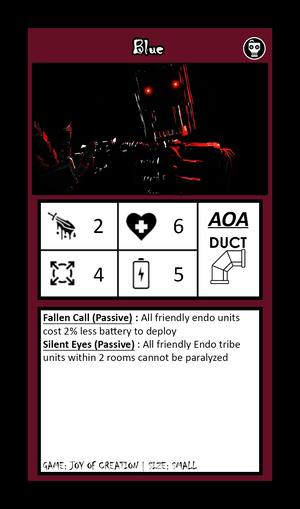 Blue
2
6
AOA
DUCT
4
5
Fallen Call (Passive) : All friendly endo units
cost 2% less battery to deploy
Silent Eyes (Passive) : All friendly Endo tribe
units within 2 rooms cannot be paralyzed
GAME: JOY OF CREATION | SIZE: SMALL